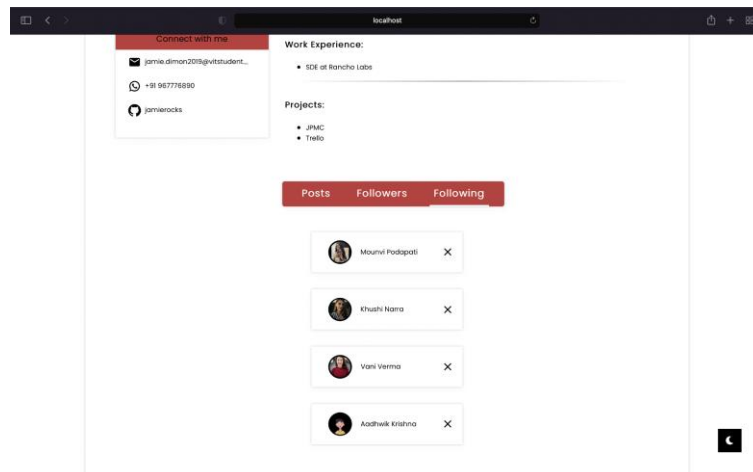 localhost
Connect with me
jamie.dimon2019@vitstudent...
+91 967776890
jamierocks
Work Experience:
SDE at Rancho Labs
Projects:
JPMC
Trello
Posts Followers Following
Mounvi Podapati
Khushi Narra
Vani Verma
Aadhwik Krishna